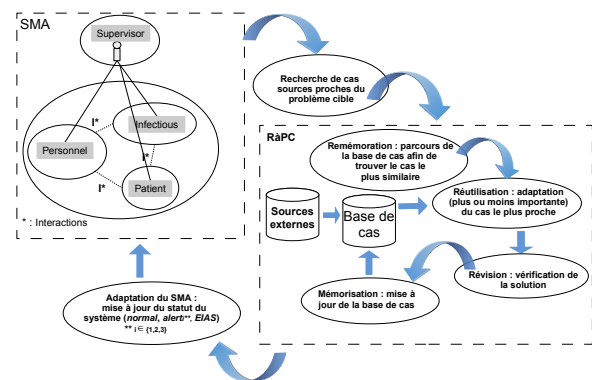 SMA
Supervisor
I*
Infectious
Personnel
I*
I*
Patient
* : Interactions
Recherche de cas
sources proches du
problème cible
RàPC
Remémoration : parcours de
la base de cas afin de
trouver le cas le
plus similaire
Réutilisation : adaptation
(plus ou moins importante)
du cas le plus proche
Sources
externes
Base de
cas
Révision : vérification de
la solution
Mémorisation : mise à
jour de la base de cas
Adaptation du SMA :
mise à jour du statut du
système (normal, alert**, EIAS)
** i ∈ {1,2,3}